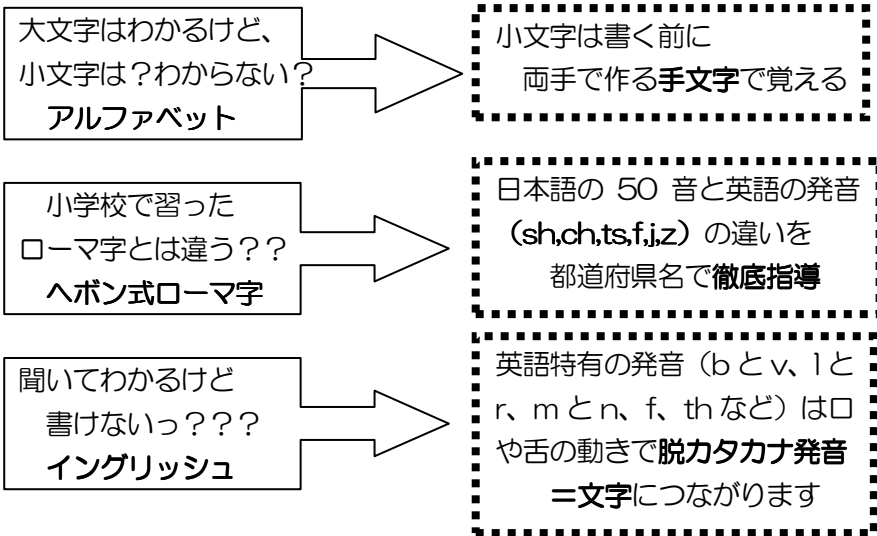 大文字はわかるけど、
小文字は？わからない？
アルファベット
小文字は書く前に
両手で作る手文字で覚える
小学校で習った
ローマ字とは違う？？
ヘボン式ローマ字
日本語の 50 音と英語の発音
（sh,ch,ts,f,j,z）の違いを
都道府県名で徹底指導
聞いてわかるけど
書けないっ？？？
イングリッシュ
英語特有の発音（b と v、l と
r、m と n、f、th など）は口
や舌の動きで脱カタカナ発音
＝文字につながります